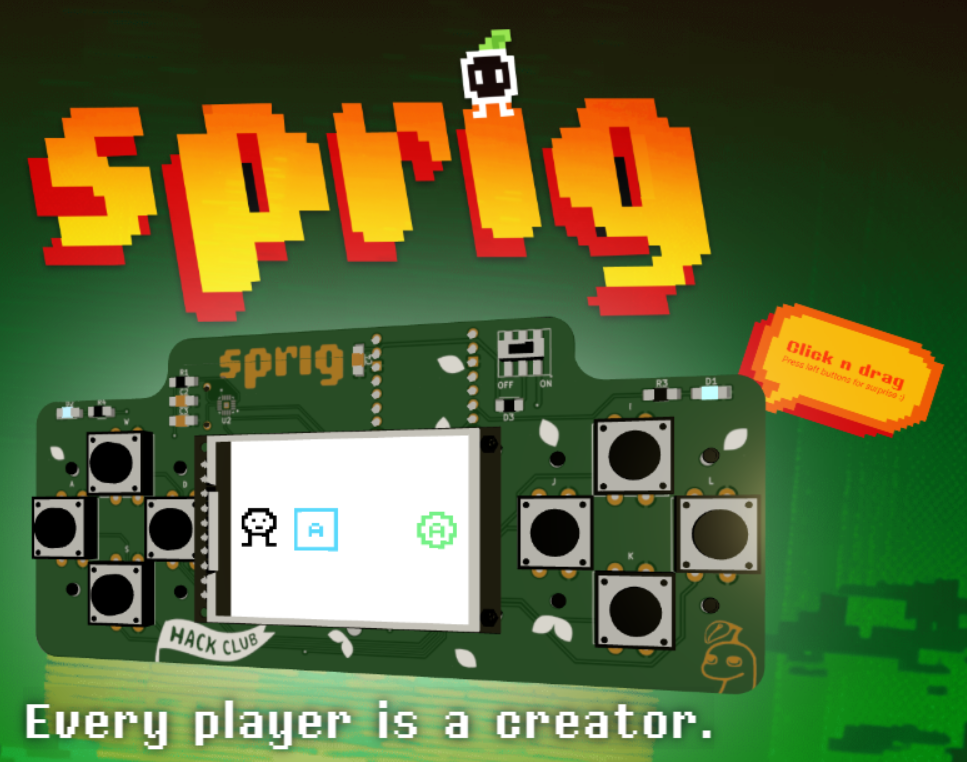 sprig
sprig
OFF ON
R1
C3
U2
D3
R3 D1
Click n drag
Press left buttons for surprise :)
W
I
A D
J L
S
K
A A
HACK CLUB
Every player is a creator.